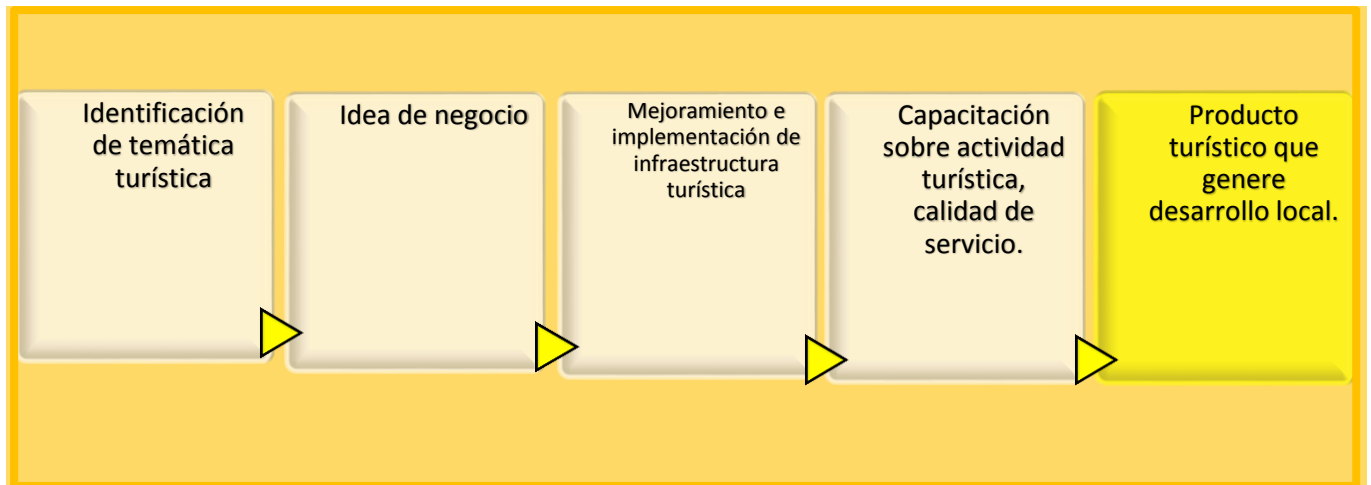 Identificación
de temática
turística
Idea de negocio
Mejoramiento e
implementación de
infraestructura
turística
Capacitación
sobre actividad
turística,
calidad de
servicio.
Producto
turístico que
genere
desarrollo local.